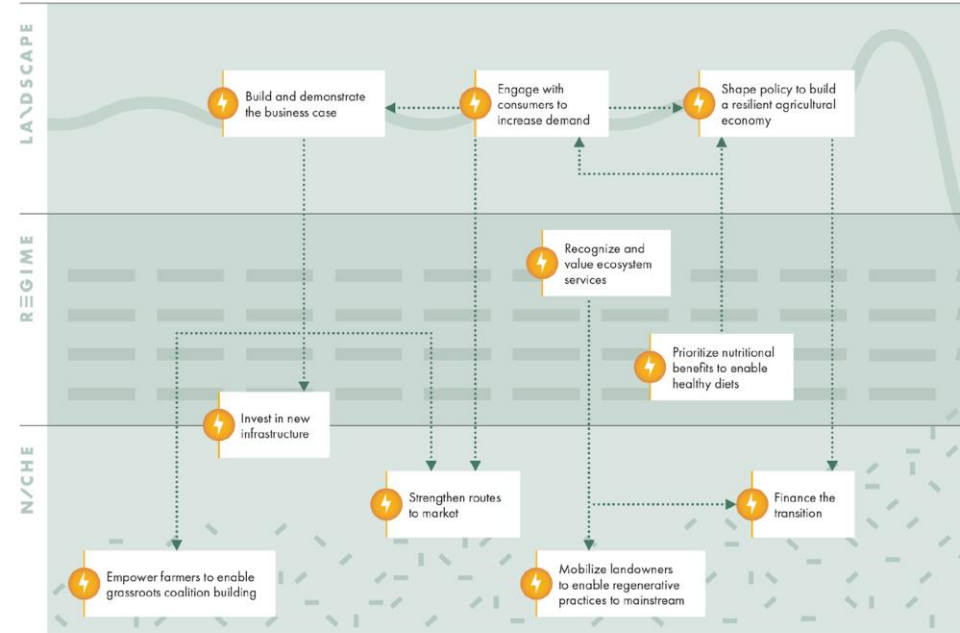 LANDSCAPE
Build and demonstrate
the business case
Engage with
consumers to
increase demand
Shape policy to build
a resilient agricultural
economy
REGIME
Recognize and
value ecosystem
services
Prioritize nutritional
benefits to enable
healthy diets
Invest in new
infrastructure
NICHE
Strengthen routes
to market
Finance the
transition
Empower farmers to enable
grassroots coalition building
Mobilize landowners
to enable regenerative
practices to mainstream